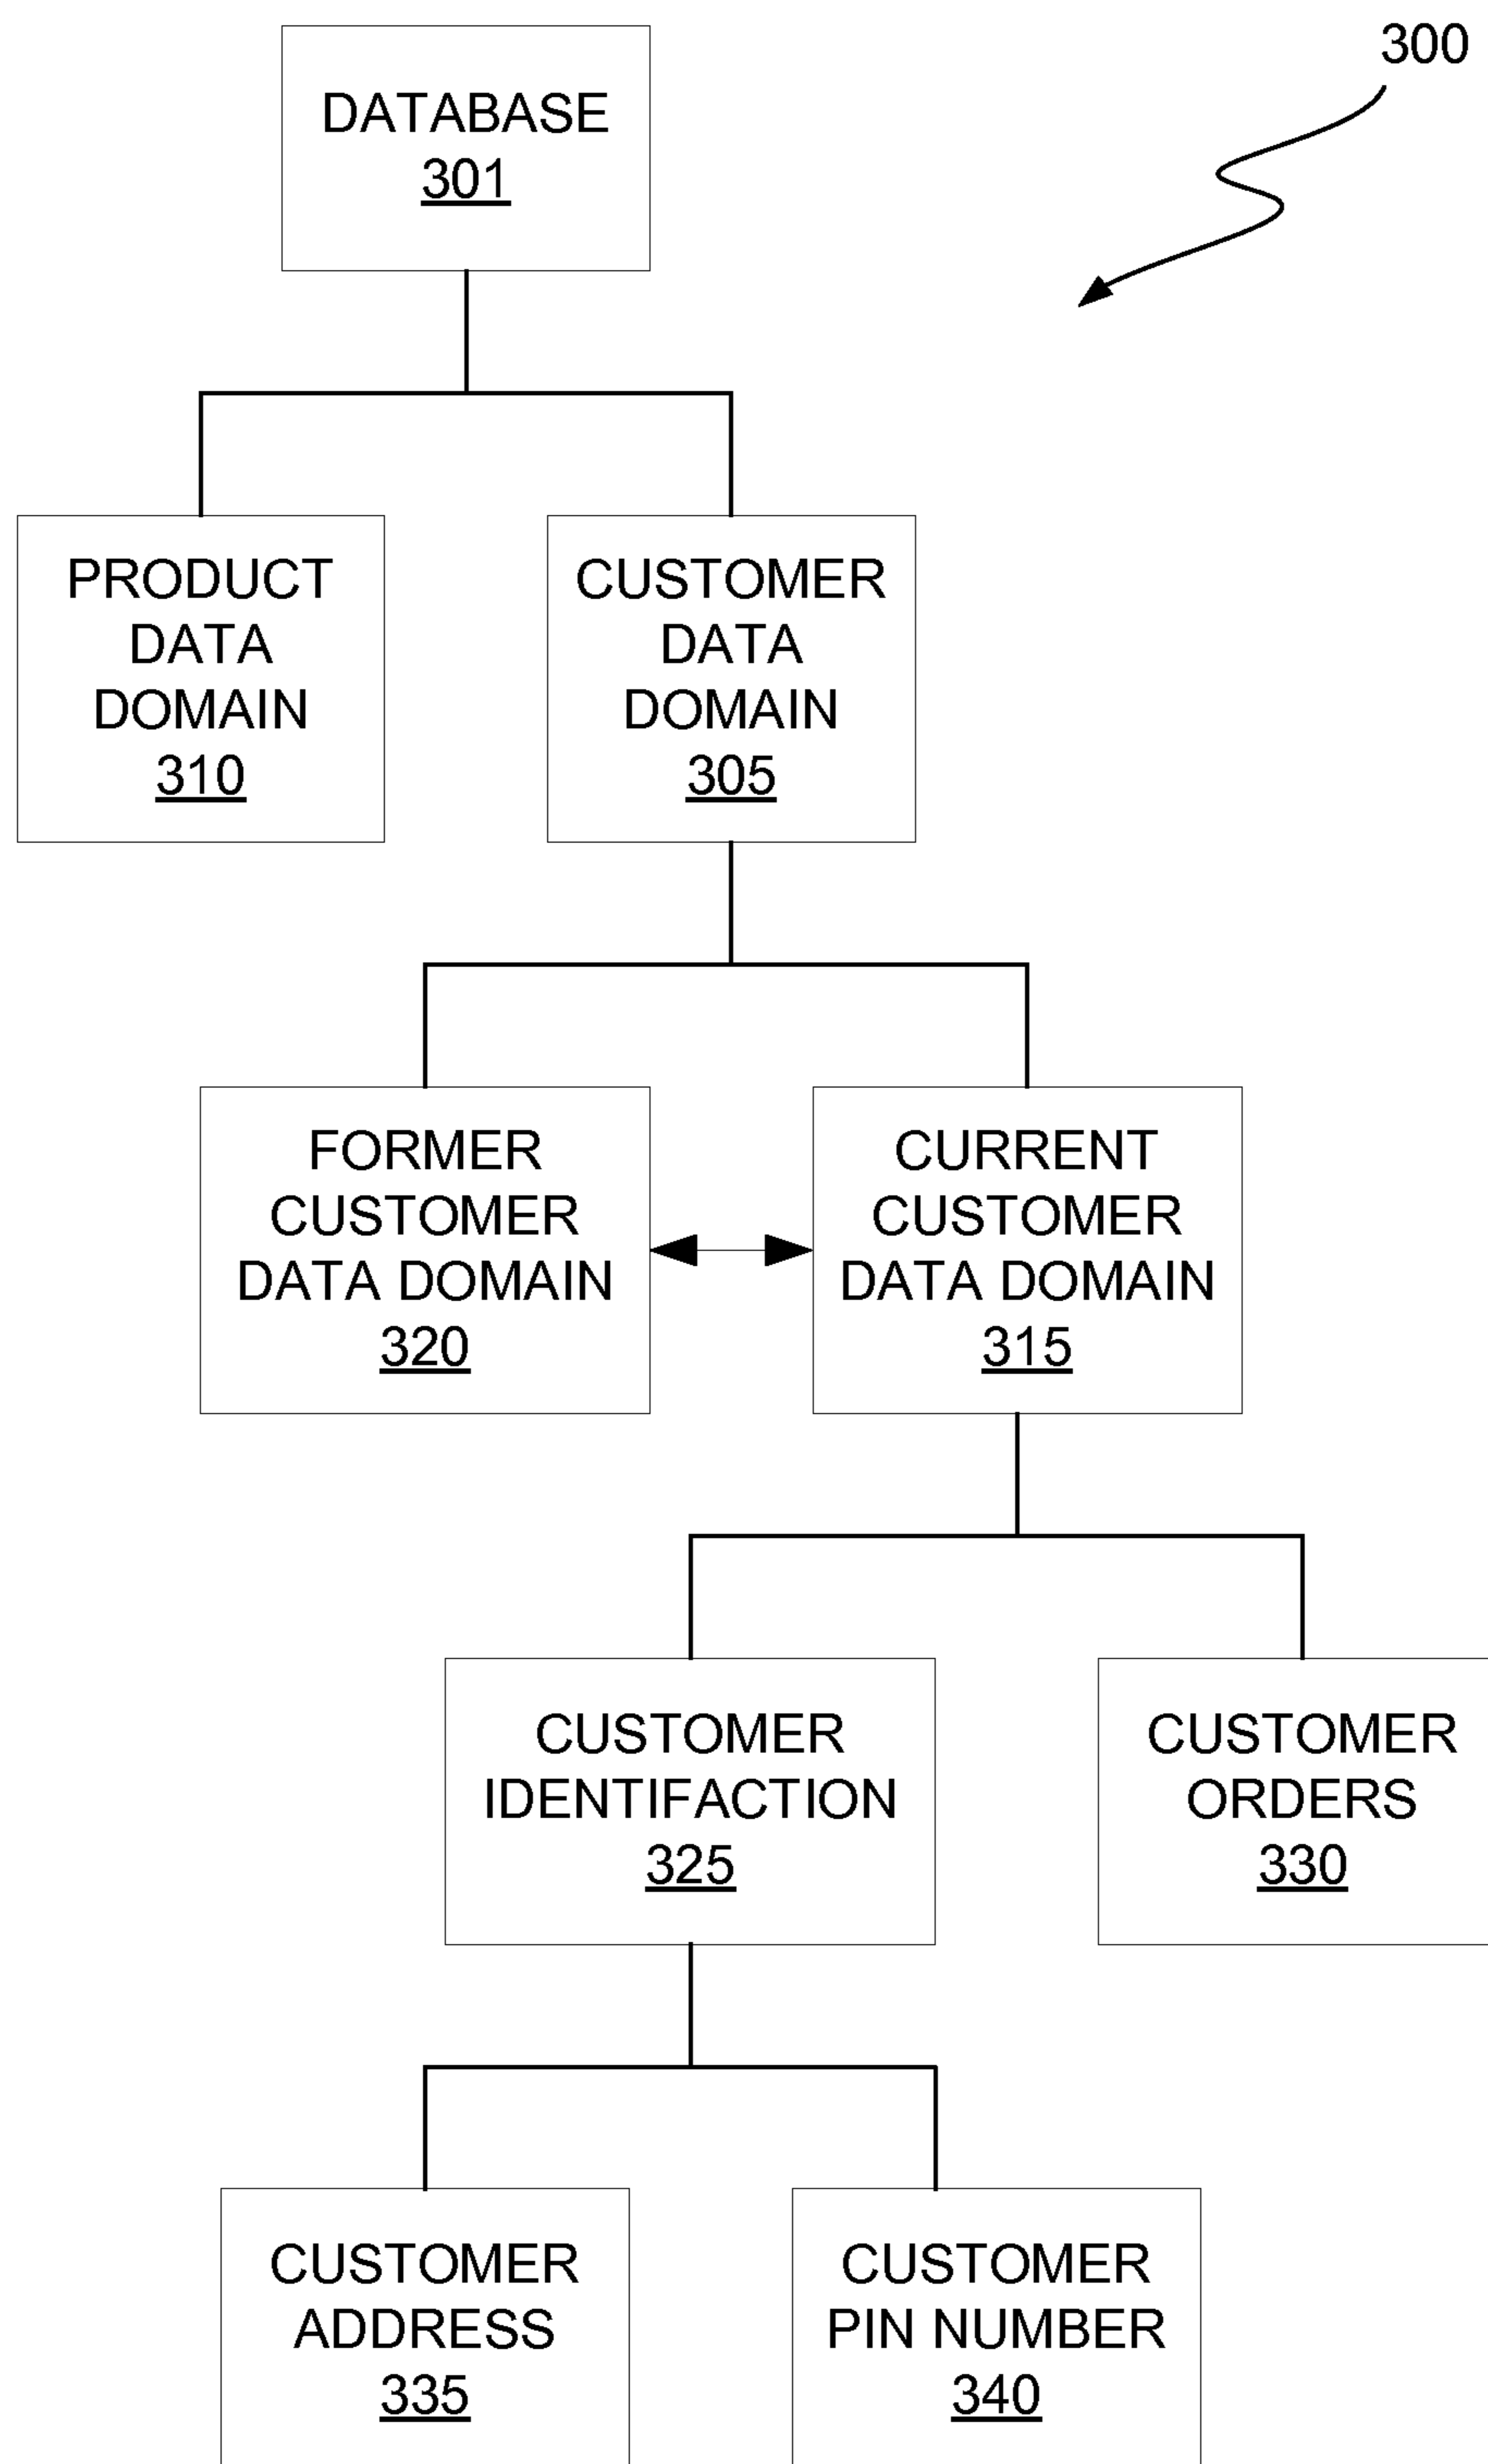 300
DATABASE
301
PRODUCT
DATA
DOMAIN
310
CUSTOMER
DATA
DOMAIN
305
FORMER
CUSTOMER
DATA DOMAIN
320
CURRENT
CUSTOMER
DATA DOMAIN
315
CUSTOMER
IDENTIFACTION
325
CUSTOMER
ORDERS
330
CUSTOMER
ADDRESS
335
CUSTOMER
PIN NUMBER
340